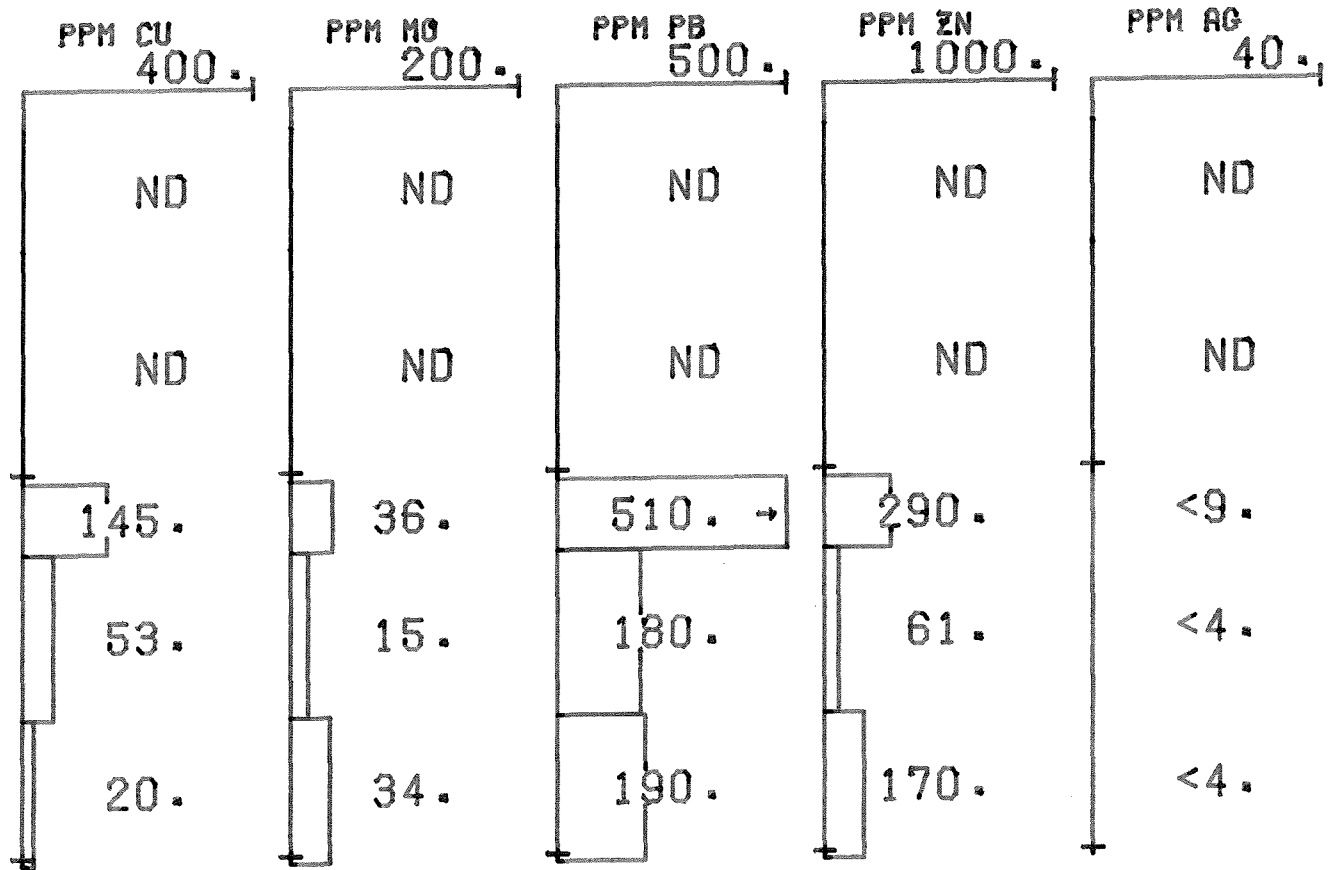 PPM CU PPM MO PPM PB PPM ZN PPM AG
400. 200. 500. 1000. 40.
ND ND ND ND ND
ND ND ND ND ND
145. 36. 510. → 290. <9.
53. 15. 180. 61. <4.
20. 34. 190. 170. <4.